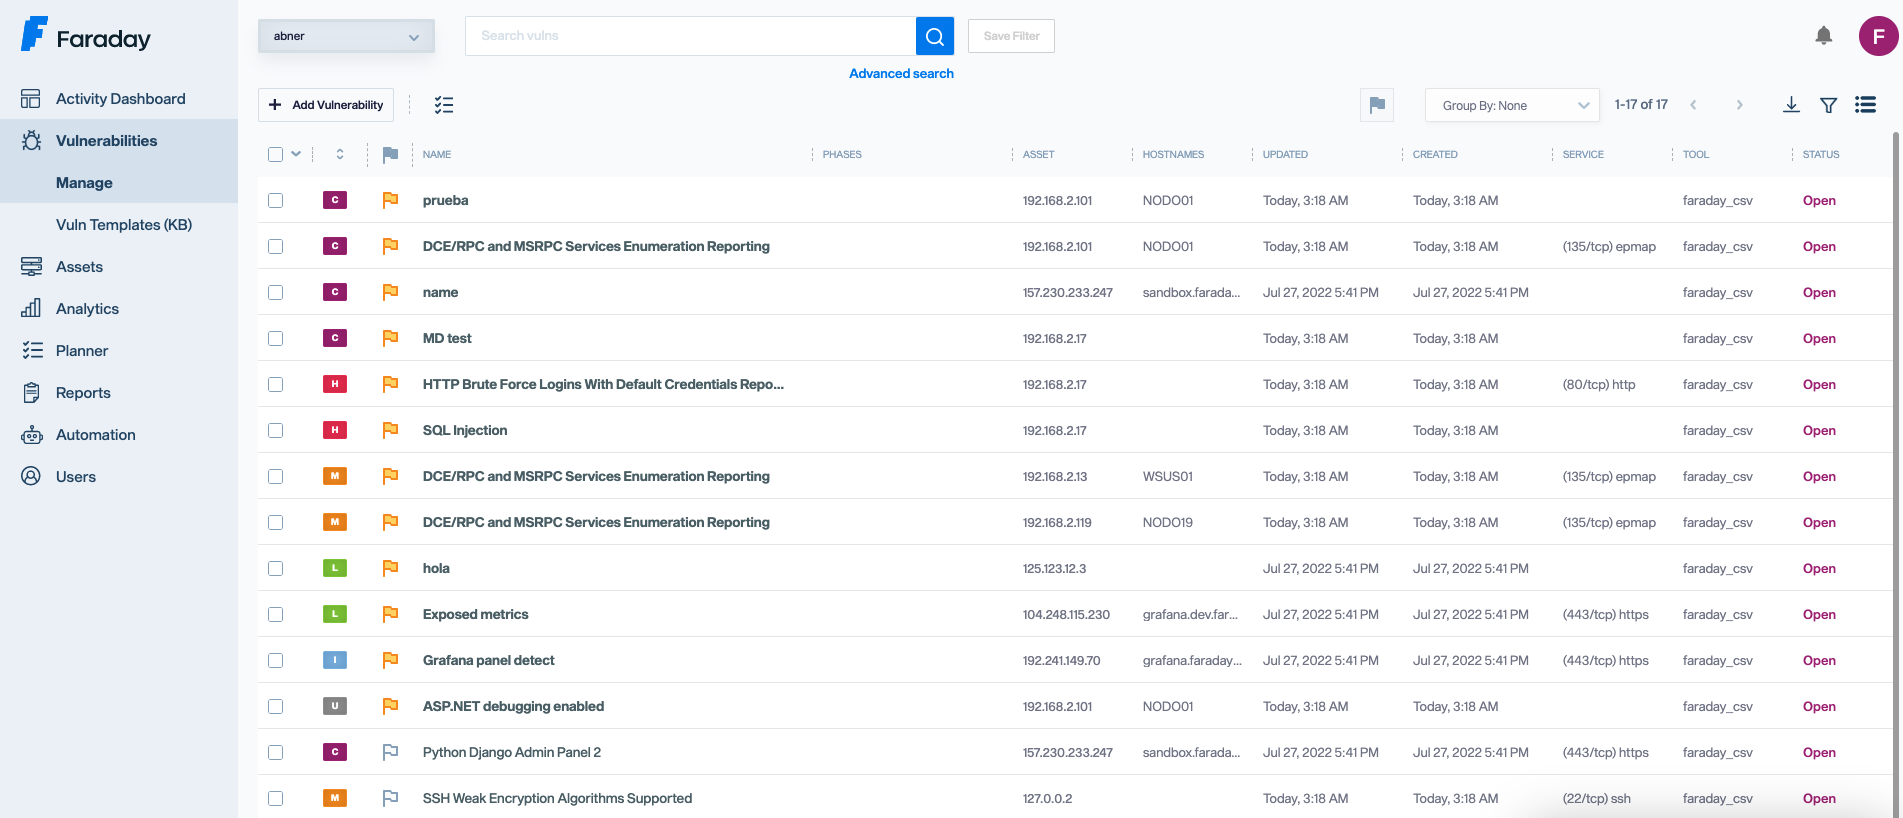 Faraday
abner
Search vulns
Save Filter
F
Advanced search
Activity Dashboard
Vulnerabilities
Manage
Vuln Templates (KB)
Assets
Analytics
Planner
Reports
Automation
Users
+ Add Vulnerability
Group By: None
1-17 of 17
NAME PHASES ASSET HOSTNAMES UPDATED CREATED SERVICE TOOL STATUS
C prueba 192.168.2.101 NODO01 Today, 3:18 AM Today, 3:18 AM faraday_csv Open
C DCE/RPC and MSRPC Services Enumeration Reporting 192.168.2.101 NODO01 Today, 3:18 AM Today, 3:18 AM (135/tcp) epmap faraday_csv Open
C name 157.230.233.247 sandbox.farada... Jul 27, 2022 5:41 PM Jul 27, 2022 5:41 PM faraday_csv Open
C MD test 192.168.2.17 Today, 3:18 AM Today, 3:18 AM faraday_csv Open
H HTTP Brute Force Logins With Default Credentials Repo... 192.168.2.17 Today, 3:18 AM Today, 3:18 AM (80/tcp) http faraday_csv Open
H SQL Injection 192.168.2.17 Today, 3:18 AM Today, 3:18 AM faraday_csv Open
M DCE/RPC and MSRPC Services Enumeration Reporting 192.168.2.13 WSUS01 Today, 3:18 AM Today, 3:18 AM (135/tcp) epmap faraday_csv Open
M DCE/RPC and MSRPC Services Enumeration Reporting 192.168.2.119 NODO19 Today, 3:18 AM Today, 3:18 AM (135/tcp) epmap faraday_csv Open
L hola 125.123.12.3 Jul 27, 2022 5:41 PM Jul 27, 2022 5:41 PM faraday_csv Open
L Exposed metrics 104.248.115.230 grafana.dev.far... Jul 27, 2022 5:41 PM Jul 27, 2022 5:41 PM (443/tcp) https faraday_csv Open
I Grafana panel detect 192.241.149.70 grafana.faraday... Jul 27, 2022 5:41 PM Jul 27, 2022 5:41 PM (443/tcp) https faraday_csv Open
U ASP.NET debugging enabled 192.168.2.101 NODO01 Today, 3:18 AM Today, 3:18 AM faraday_csv Open
C Python Django Admin Panel 2 157.230.233.247 sandbox.farada... Jul 27, 2022 5:41 PM Jul 27, 2022 5:41 PM (443/tcp) https faraday_csv Open
M SSH Weak Encryption Algorithms Supported 127.0.0.2 Today, 3:18 AM Today, 3:18 AM (22/tcp) ssh faraday_csv Open